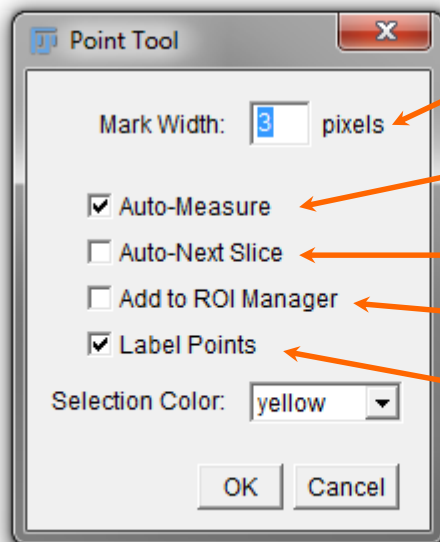 Point Tool
Mark Width: 3 pixels
Auto-Measure
Auto-Next Slice
Add to ROI Manager
Label Points
Selection Color: yellow
OK Cancel